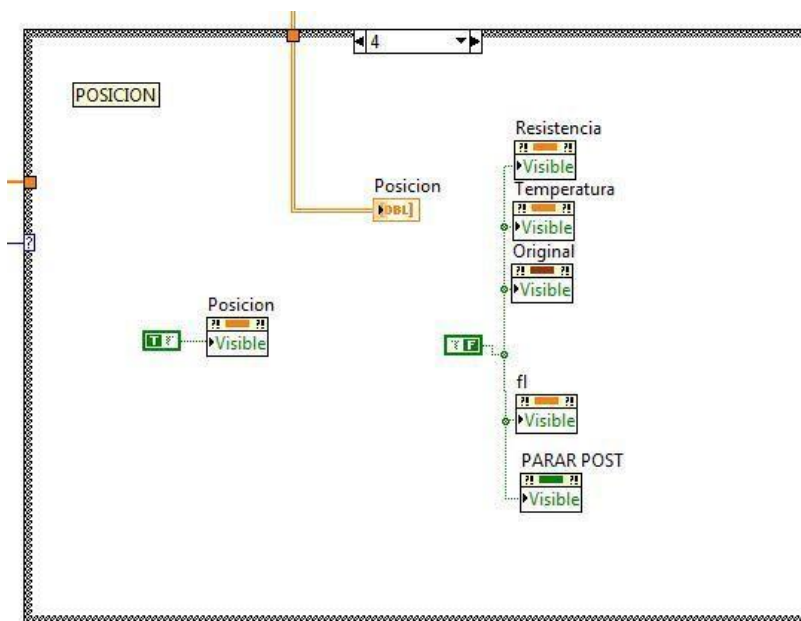 4
POSICION
Resistencia
?! ?!
Visible
Posicion
DBL]
Temperatura
?! ?!
Visible
Original
?! ?!
Visible
Posicion
?! ?!
Visible
T
F
?
fl
?! ?!
Visible
PARAR POST
?! ?!
Visible